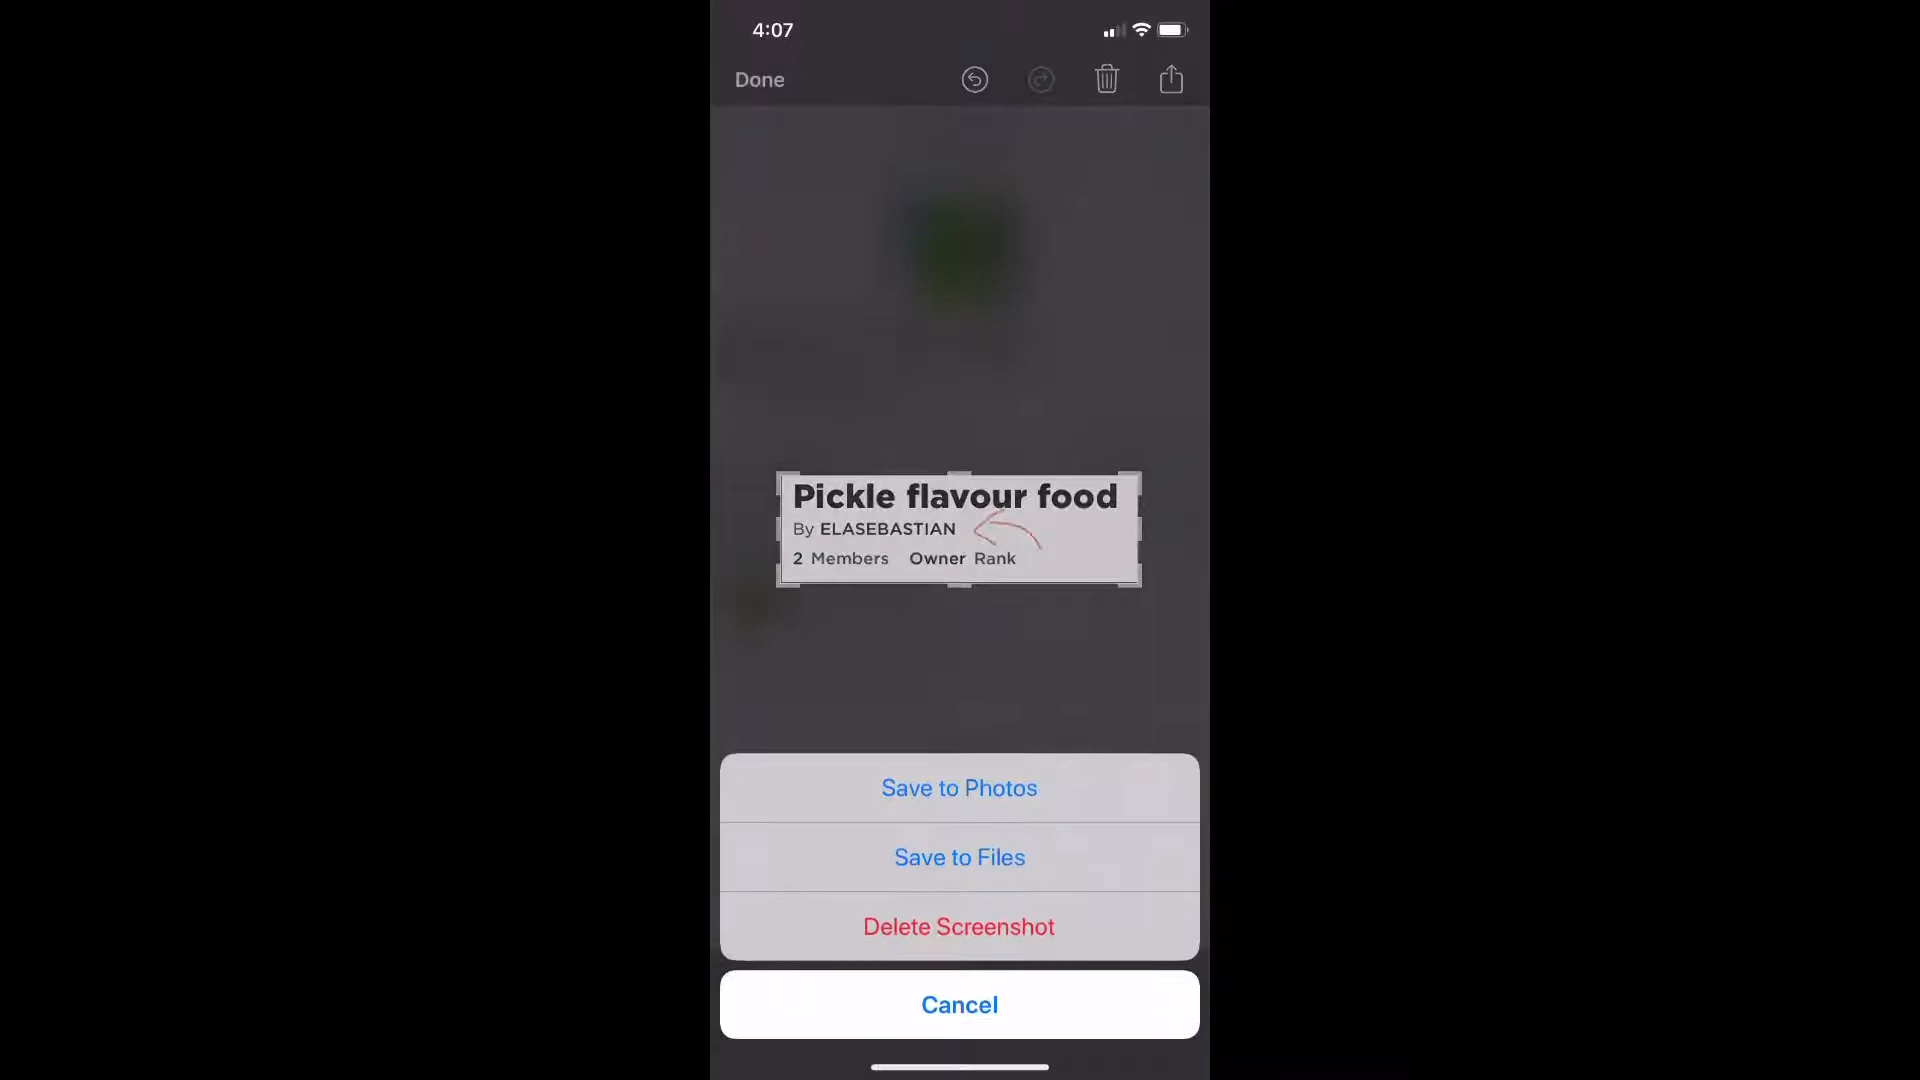 4:07
Done
Pickle flavour food
By ELASEBASTIAN
2 Members Owner Rank
Save to Photos
Save to Files
Delete Screenshot
Cancel